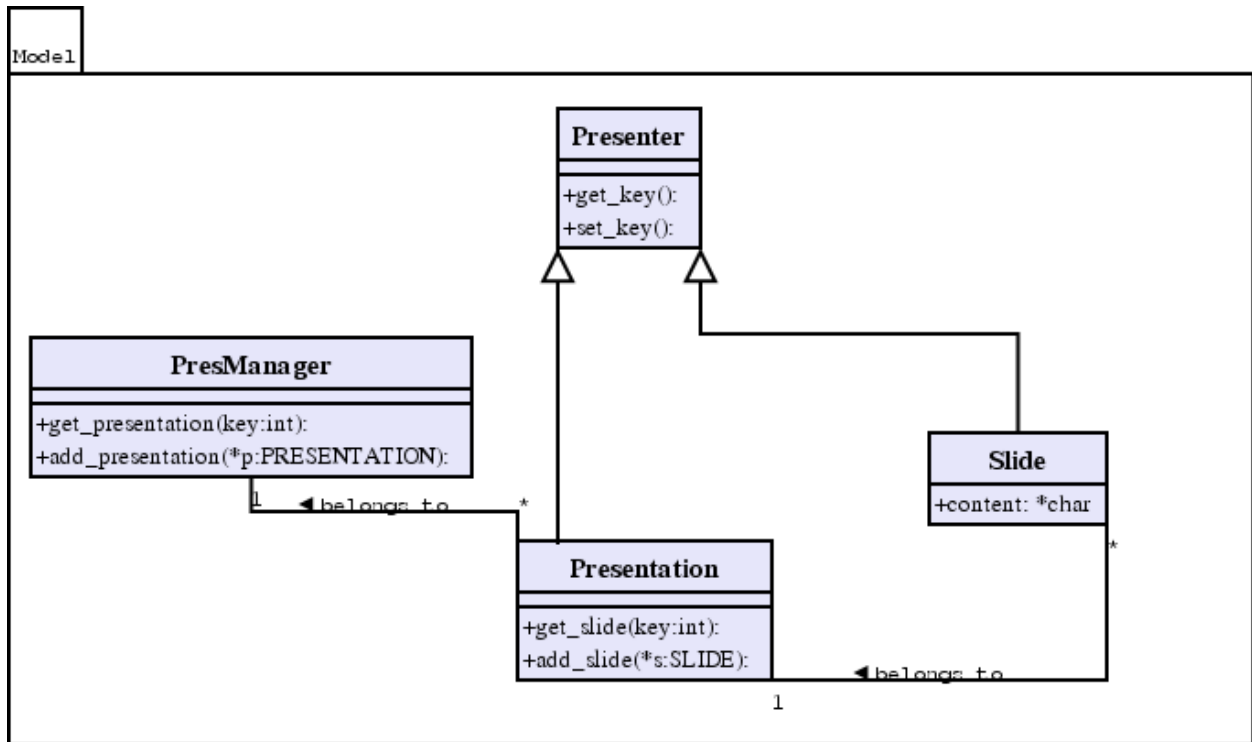 Model
Presenter
+get_key():
+set_key():
PresManager
+get_presentation(key:int):
+add_presentation(*p:PRESENTATION):
Slide
+content: *char
1
◄ belongs to
*
*
Presentation
+get_slide(key:int):
+add_slide(*s:SLIDE):
◄ belongs to
1